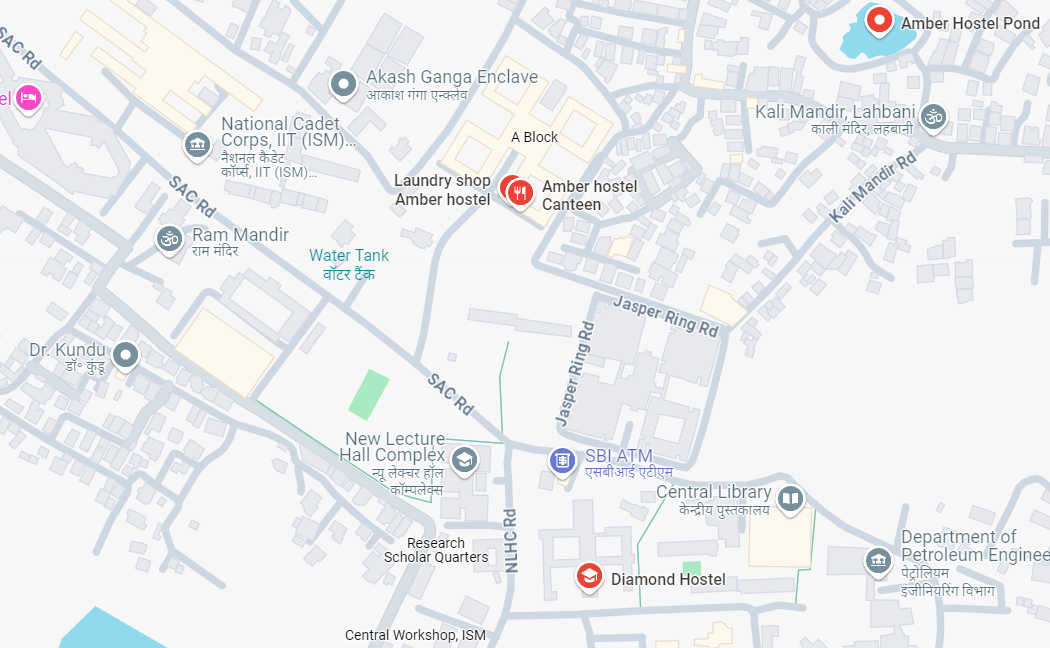 SAC Rd
Amber Hostel Pond
Akash Ganga Enclave
आकाश गंगा एन्क्लेव
National Cadet
Corps, IIT (ISM)...
नैशनल कैडेट
कॉर्प्स, IIT (ISM)...
A Block
Kali Mandir, Lahbani
काली मंदिर, लहबानी
Laundry shop
Amber hostel
Amber hostel
Canteen
SAC Rd
Kali Mandir Rd
Ram Mandir
राम मंदिर
Water Tank
वॉटर टैंक
Jasper Ring Rd
Jasper Ring Rd
Dr. Kundu
डॉ॰ कुंडू
SAC Rd
New Lecture
Hall Complex
न्यू लेक्चर हॉल
कॉम्पलेक्स
SBI ATM
एसबीआई एटीएम
Central Library
केन्द्रीय पुस्तकालय
NLHC Rd
Research
Scholar Quarters
Department of
Petroleum Enginee
पेट्रोलियम
इंजीनियरिंग विभाग
Diamond Hostel
Central Workshop, ISM